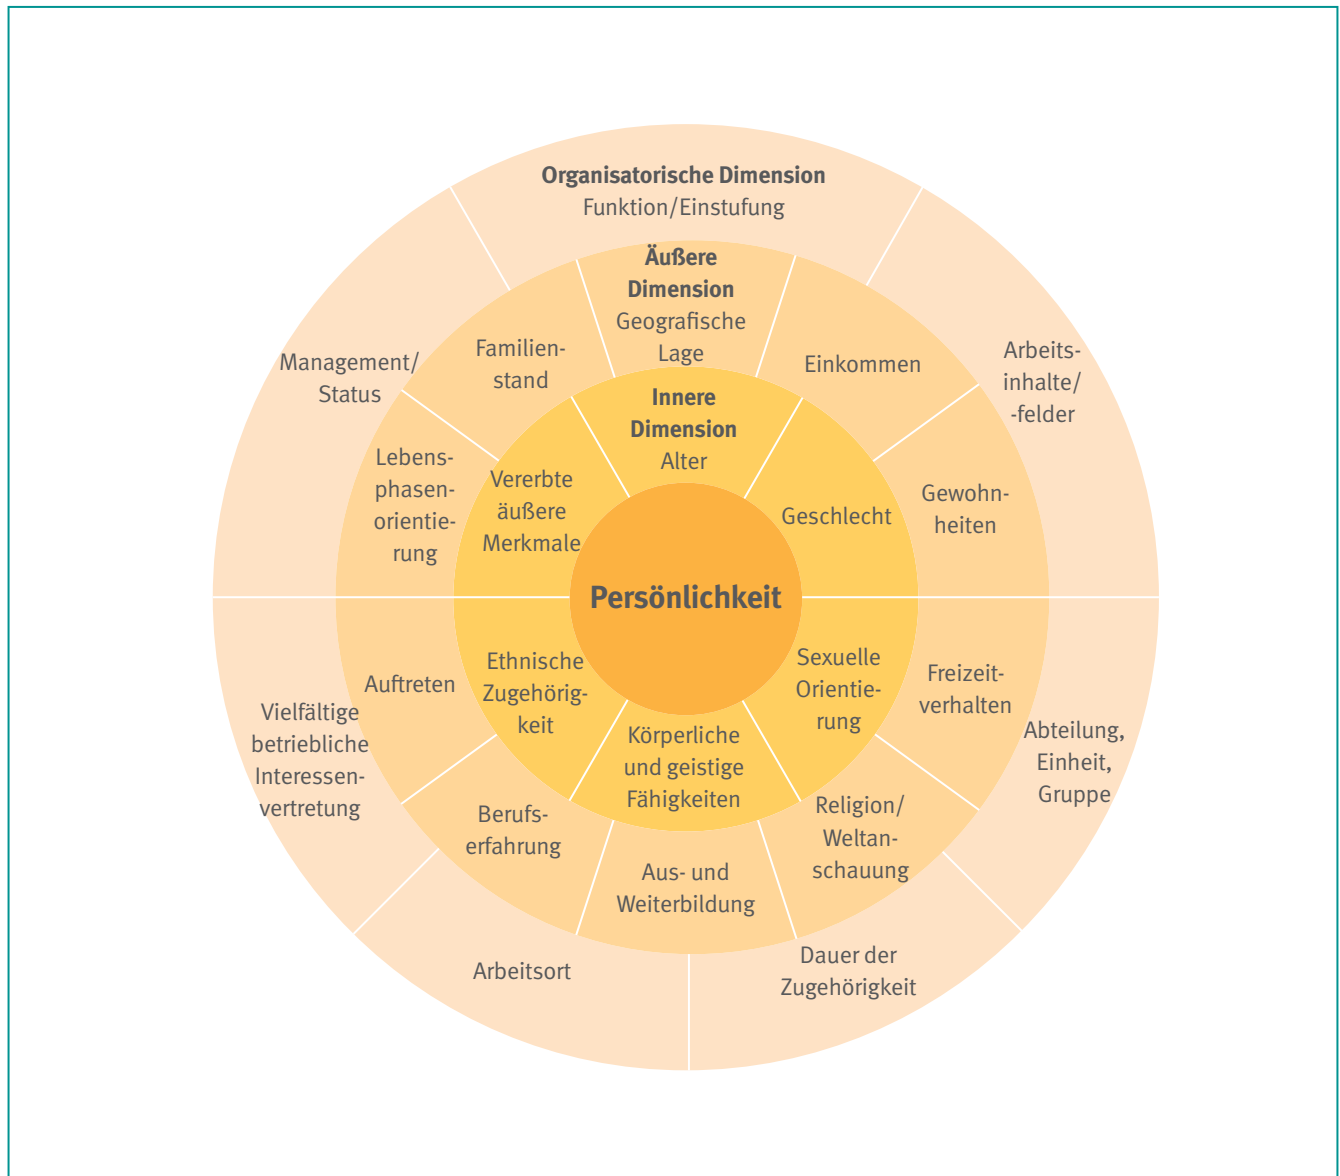 Organisatorische Dimension
Funktion/Einstufung
Äußere
Dimension
Geografische
Lage
Familien-
stand
Einkommen
Management/
Status
Arbeits-
inhalte/
-felder
Innere
Dimension
Alter
Lebens-
phasen-
orientie-
rung
Vererbte
äußere
Merkmale
Geschlecht
Gewohn-
heiten
Persönlichkeit
Auftreten
Ethnische
Zugehörig-
keit
Sexuelle
Orientie-
rung
Freizeit-
verhalten
Vielfältige
betriebliche
Interessen-
vertretung
Körperliche
und geistige
Fähigkeiten
Abteilung,
Einheit,
Gruppe
Berufs-
erfahrung
Religion/
Weltan-
schauung
Aus- und
Weiterbildung
Arbeitsort
Dauer der
Zugehörigkeit